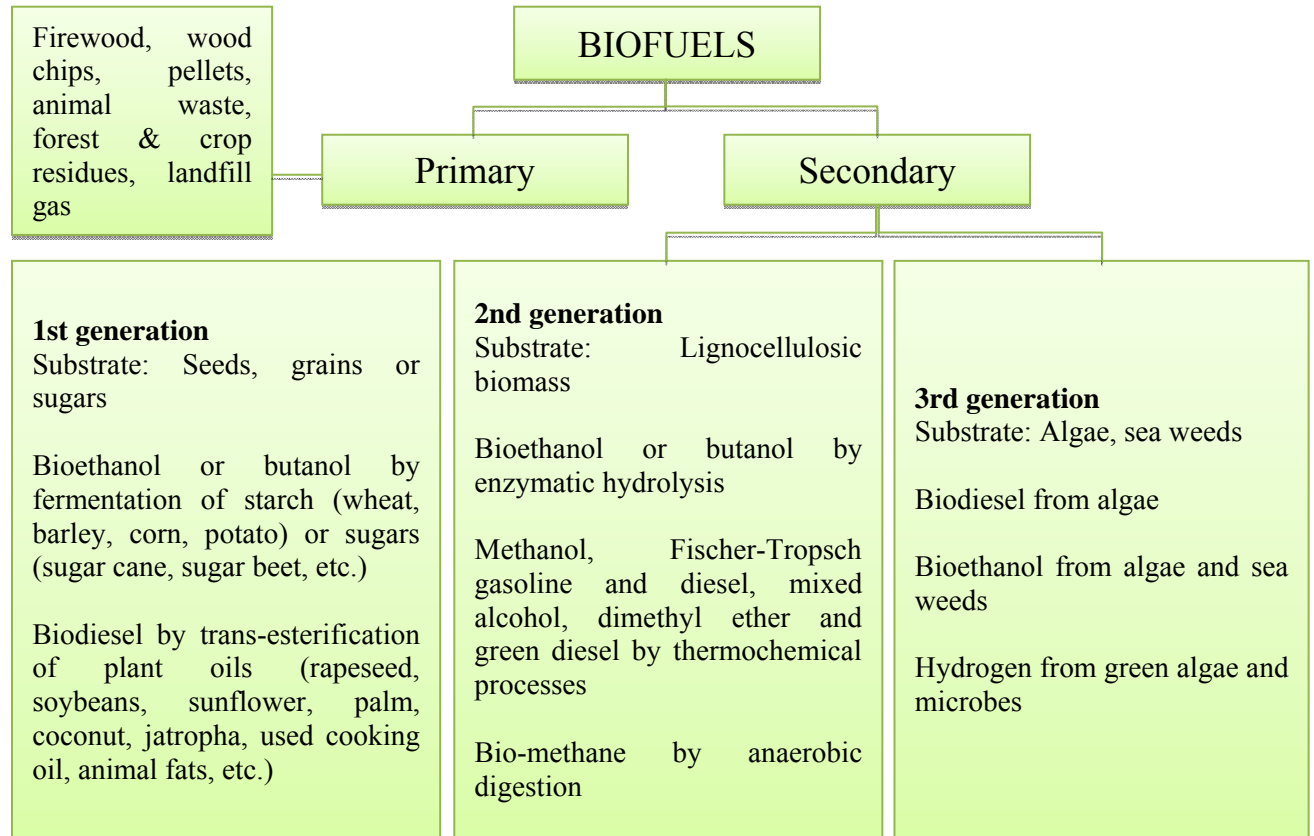 BIOFUELS
Firewood, wood
chips, pellets,
animal waste,
forest & crop
residues, landfill
gas
Primary
Secondary
1st generation
Substrate: Seeds, grains or
sugars
Bioethanol or butanol by
fermentation of starch (wheat,
barley, corn, potato) or sugars
(sugar cane, sugar beet, etc.)
Biodiesel by trans-esterification
of plant oils (rapeseed,
soybeans, sunflower, palm,
coconut, jatropha, used cooking
oil, animal fats, etc.)
2nd generation
Substrate: Lignocellulosic
biomass
Bioethanol or butanol by
enzymatic hydrolysis
Methanol, Fischer-Tropsch
gasoline and diesel, mixed
alcohol, dimethyl ether and
green diesel by thermochemical
processes
Bio-methane by anaerobic
digestion
3rd generation
Substrate: Algae, sea weeds
Biodiesel from algae
Bioethanol from algae and sea
weeds
Hydrogen from green algae and
microbes